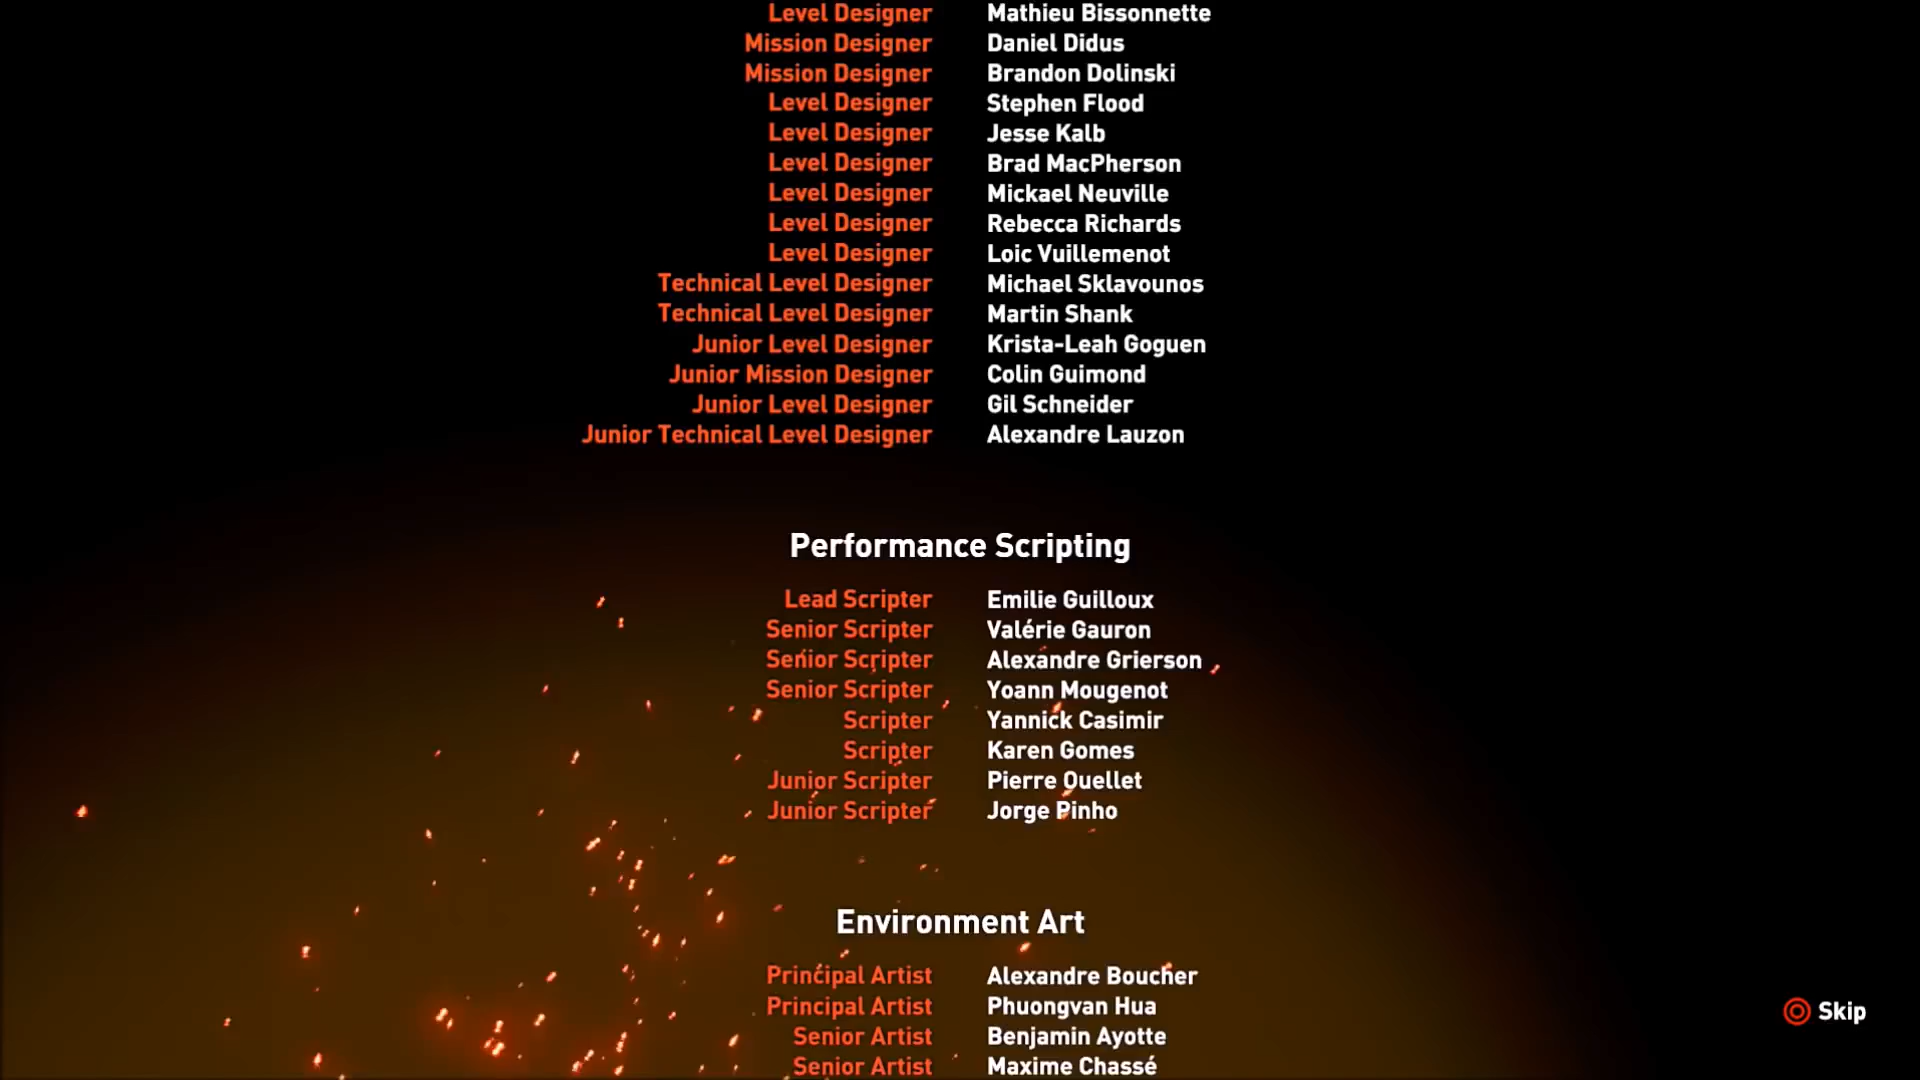 Level Designer Mathieu Bissonnette
Mission Designer Daniel Didus
Mission Designer Brandon Dolinski
Level Designer Stephen Flood
Level Designer Jesse Kalb
Level Designer Brad MacPherson
Level Designer Mickael Neuville
Level Designer Rebecca Richards
Level Designer Loic Vuillemenot
Technical Level Designer Michael Sklavounos
Technical Level Designer Martin Shank
Junior Level Designer Krista-Leah Goguen
Junior Mission Designer Colin Guimond
Junior Level Designer Gil Schneider
Junior Technical Level Designer Alexandre Lauzon
Performance Scripting
Lead Scripter Emilie Guilloux
Senior Scripter Valérie Gauron
Senior Scripter Alexandre Grierson
Senior Scripter Yoann Mougenot
Scripter Yannick Casimir
Scripter Karen Gomes
Junior Scripter Pierre Ouellet
Junior Scripter Jorge Pinho
Environment Art
Principal Artist Alexandre Boucher
Principal Artist Phuongvan Hua
Skip
Senior Artist Benjamin Ayotte
Senior Artist Maxime Chassé